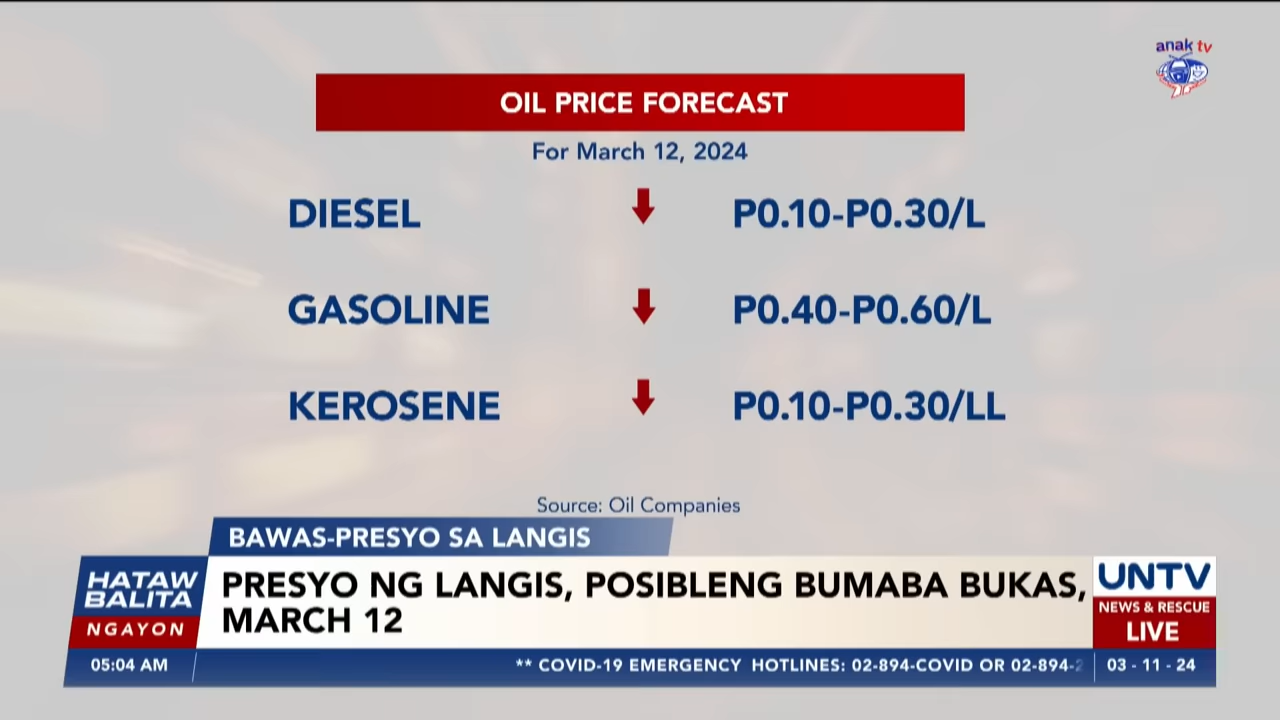 anak tv
OIL PRICE FORECAST
For March 12, 2024
DIESEL P0.10-P0.30/L
GASOLINE P0.40-P0.60/L
KEROSENE P0.10-P0.30/LL
Source: Oil Companies
BAWAS-PRESYO SA LANGIS
HATAW BALITA NGAYON
PRESYO NG LANGIS, POSIBLENG BUMABA BUKAS,
MARCH 12
UNTV
NEWS & RESCUE
LIVE
05:04 AM
** COVID-19 EMERGENCY HOTLINES: 02-894-COVID OR 02-894-
03 - 11 - 24